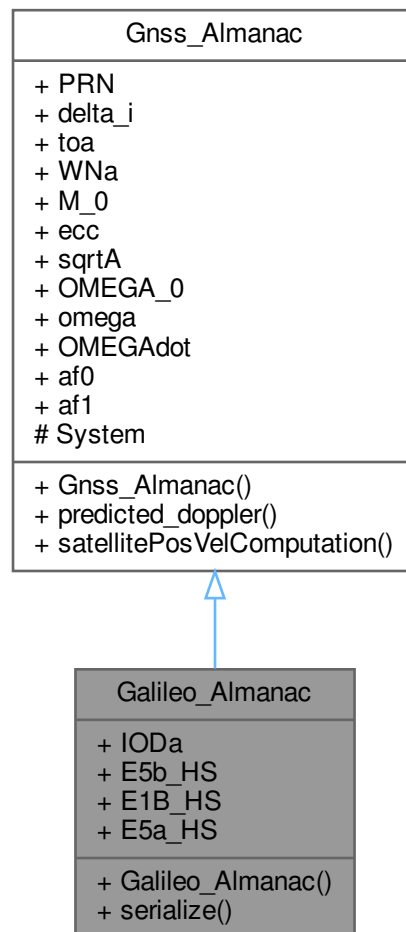 Gnss_Almanac
+ PRN
+ delta_i
+ toa
+ WNa
+ M_0
+ ecc
+ sqrtA
+ OMEGA_0
+ omega
+ OMEGAdot
+ af0
+ af1
# System
+ Gnss_Almanac()
+ predicted_doppler()
+ satellitePosVelComputation()
Galileo_Almanac
+ IODa
+ E5b_HS
+ E1B_HS
+ E5a_HS
+ Galileo_Almanac()
+ serialize()